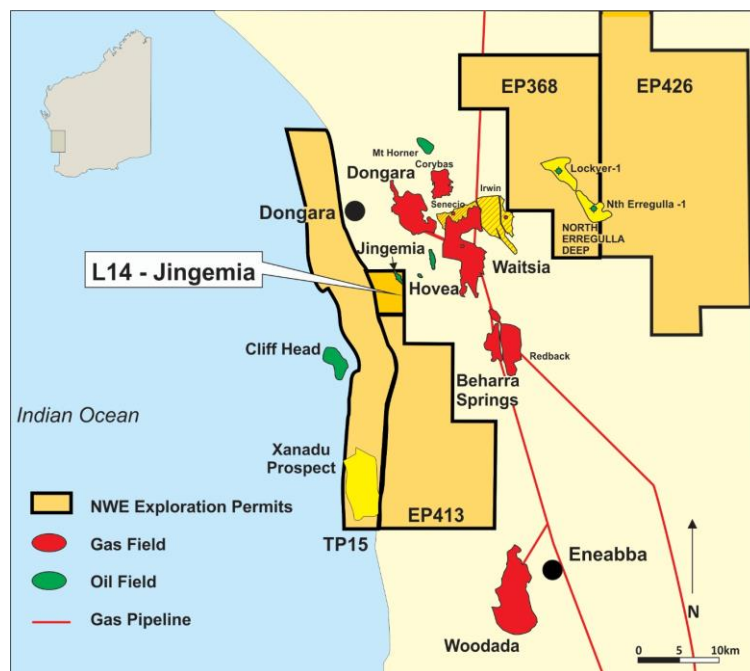 EP368
EP426
Mt Horner
Corybas
Dongara
Lockyer-1
Irwin
Senecio
Nth Erregulla -1
Dongara
NORTH
ERREGULLA
DEEP
Jingemia
L14 - Jingemia
Waitsia
Hovea
Cliff Head
Redback
Beharra
Springs
Indian Ocean
Xanadu
Prospect
NWE Exploration Permits
EP413
Gas Field
TP15
Eneabba
Oil Field
Gas Pipeline
N
Woodada
0 5 10km